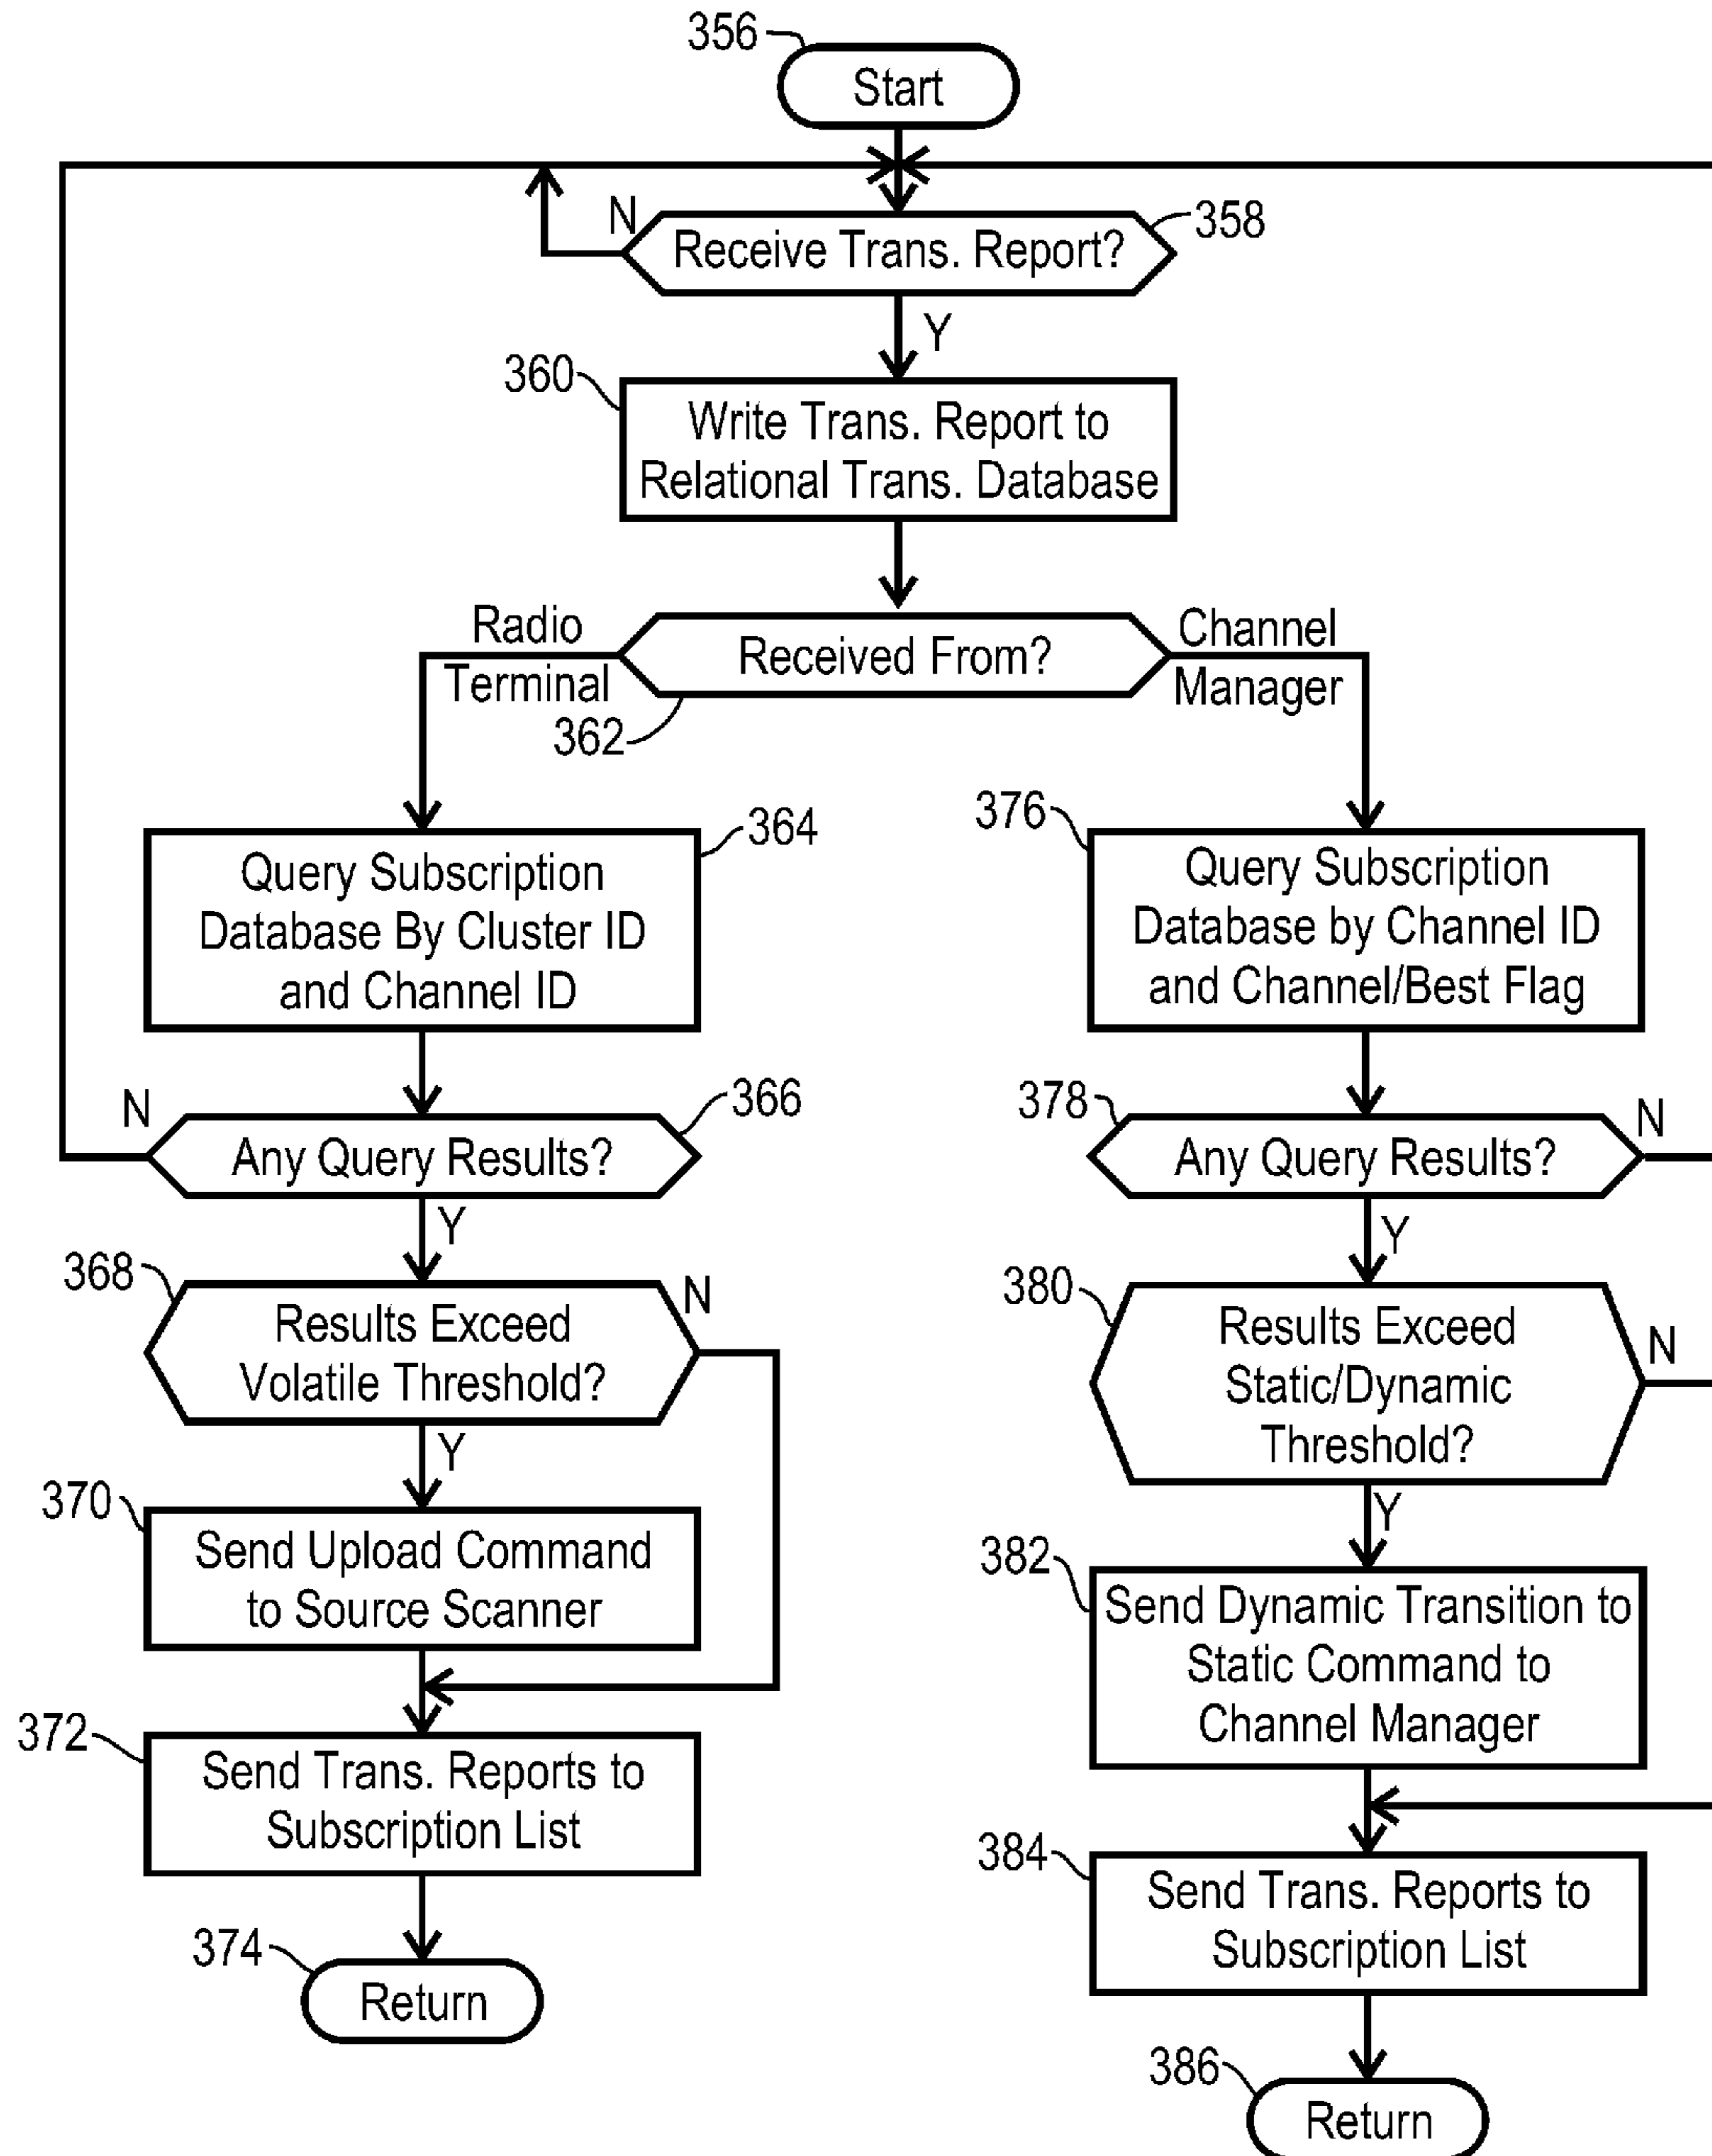 356
Start
N
Receive Trans. Report?
358
Y
360
Write Trans. Report to
Relational Trans. Database
Radio
Terminal
Received From?
Channel
Manager
362
364
Query Subscription
Database By Cluster ID
and Channel ID
N
366
Any Query Results?
Y
368
N
Results Exceed
Volatile Threshold?
Y
370
Send Upload Command
to Source Scanner
372
Send Trans. Reports to
Subscription List
374
Return
376
Query Subscription
Database by Channel ID
and Channel/Best Flag
378
N
Any Query Results?
Y
380
Results Exceed
Static/Dynamic
Threshold?
N
Y
382
Send Dynamic Transition to
Static Command to
Channel Manager
384
Send Trans. Reports to
Subscription List
386
Return